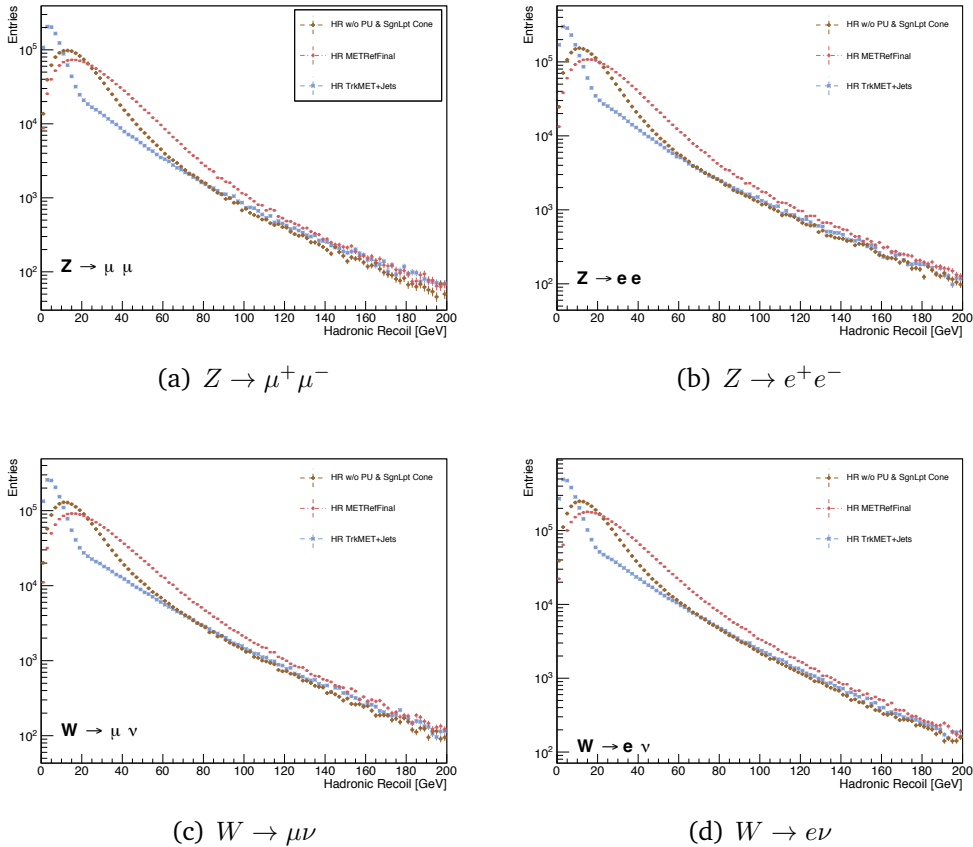 Entries
10^5
10^4
10^3
10^2
HR w/o PU & SgnLpt Cone
HR METRefFinal
HR TrkMET+Jets
Z → μ μ
0 20 40 60 80 100 120 140 160 180 200
Hadronic Recoil [GeV]
(a) Z → μ⁺μ⁻
Entries
10^5
10^4
10^3
10^2
HR w/o PU & SgnLpt Cone
HR METRefFinal
HR TrkMET+Jets
Z → e e
0 20 40 60 80 100 120 140 160 180 200
Hadronic Recoil [GeV]
(b) Z → e⁺e⁻
Entries
10^5
10^4
10^3
10^2
HR w/o PU & SgnLpt Cone
HR METRefFinal
HR TrkMET+Jets
W → μ ν
0 20 40 60 80 100 120 140 160 180 200
Hadronic Recoil [GeV]
(c) W → μν
Entries
10^5
10^4
10^3
10^2
HR w/o PU & SgnLpt Cone
HR METRefFinal
HR TrkMET+Jets
W → e ν
0 20 40 60 80 100 120 140 160 180 200
Hadronic Recoil [GeV]
(d) W → eν